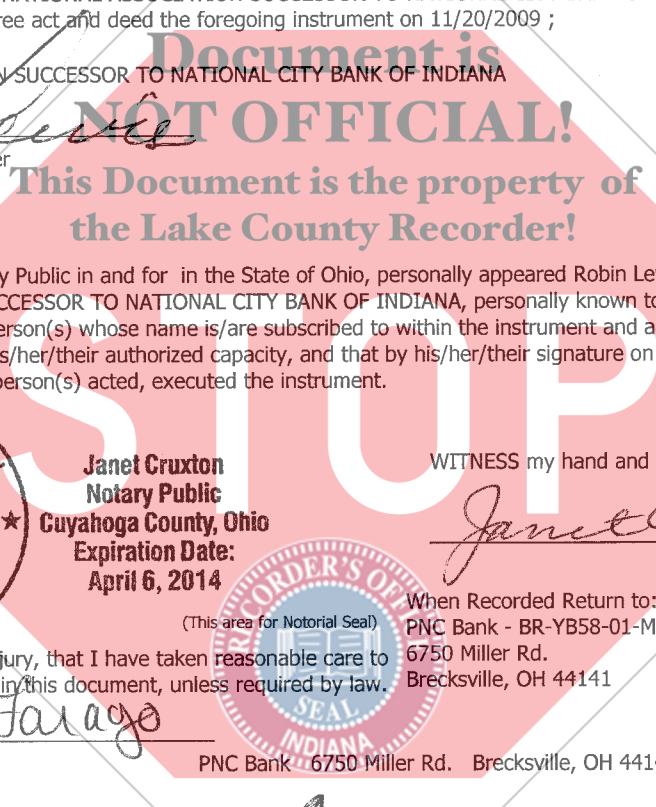 ree act and deed the foregoing instrument on 11/20/2009 ;
Document is
SUCCESSOR TO NATIONAL CITY BANK OF INDIANA
NOT OFFICIAL!
This Document is the property of
the Lake County Recorder!
y Public in and for in the State of Ohio, personally appeared Robin Le
CCESSOR TO NATIONAL CITY BANK OF INDIANA, personally known to
erson(s) whose name is/are subscribed to within the instrument and a
s/her/their authorized capacity, and that by his/her/their signature on
person(s) acted, executed the instrument.
STOP
Janet Cruxton
Notary Public
Cuyahoga County, Ohio
Expiration Date:
April 6, 2014
WITNESS my hand and
Janet
(This area for Notorial Seal)
When Recorded Return to:
PNC Bank - BR-YB58-01-M
6750 Miller Rd.
Brecksville, OH 44141
jury, that I have taken reasonable care to
in this document, unless required by law.
Farago
RECORDER'S OFFI
SEAL
INDIANA
PNC Bank 6750 Miller Rd. Brecksville, OH 4414